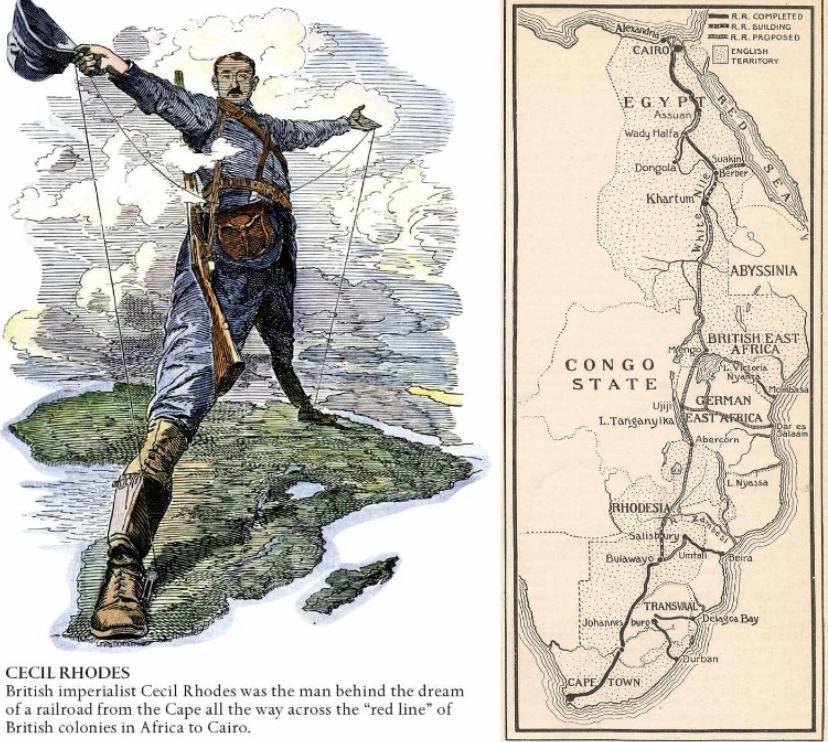 CECIL RHODES
British imperialist Cecil Rhodes was the man behind the dream
of a railroad from the Cape all the way across the “red line” of
British colonies in Africa to Cairo.
R.R. COMPLETED
R.R. BUILDING
R.R. PROPOSED
ENGLISH
TERRITORY
Alexandria
CAIRO
EGYPT
Assuan
RED SEA
Wady Halfa
Dongola
Suakin
Berber
Khartum
White Nile
ABYSSINIA
BRITISH EAST
AFRICA
Mengo
CONGO
STATE
L. Victoria
Nyanza
Mombasa
GERMAN
EAST AFRICA
Ujiji
L. Tanganyika
Dar es
Salaam
Abercorn
L. Nyassa
RHODESIA
R. Zambesi
Salisbury
Bulawayo
Umtali
Beira
TRANSVAAL
Johannesburg
Delagoa Bay
Durban
CAPE TOWN